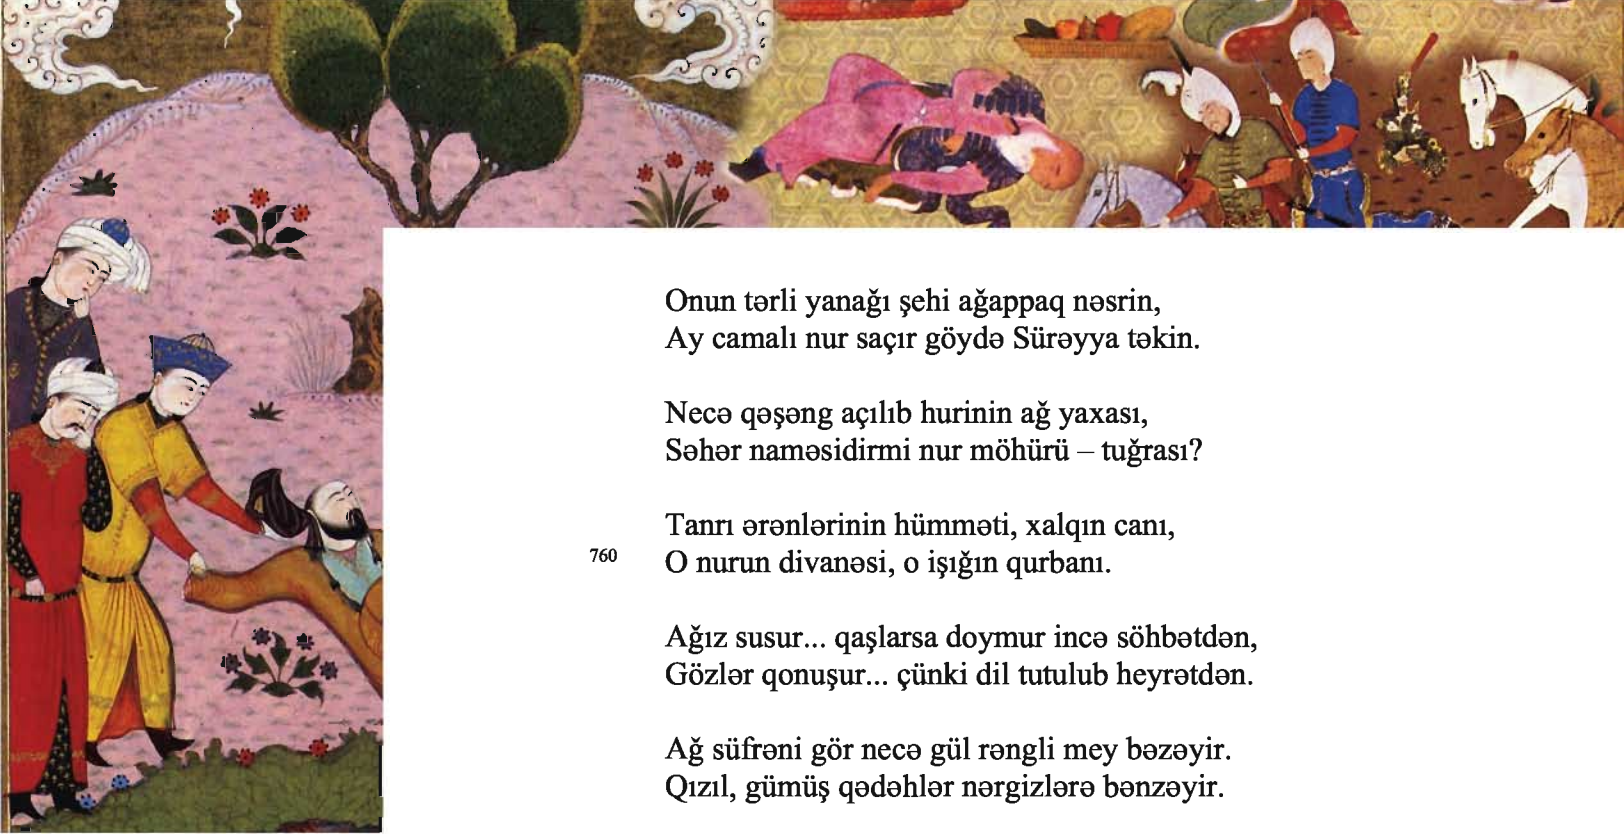 Onun tərli yanağı şehi ağappaq nəsrin,
Ay camalı nur saçır göydə Sürəyya təkin.
Necə qəşəng açılıb hurinin ağ yaxası,
Səhər naməsidirmi nur möhürü – tuğrası?
Tanrı ərənlərinin hümməti, xalqın canı,
760 O nurun divanəsi, o işığın qurbanı.
Ağız susur... qaşlarsa doymur incə söhbətdən,
Gözlər qonuşur... çünki dil tutulub heyrətdən.
Ağ süfrəni gör necə gül rəngli mey bəzəyir.
Qızıl, gümüş qədəhlər nərgizlərə bənzəyir.